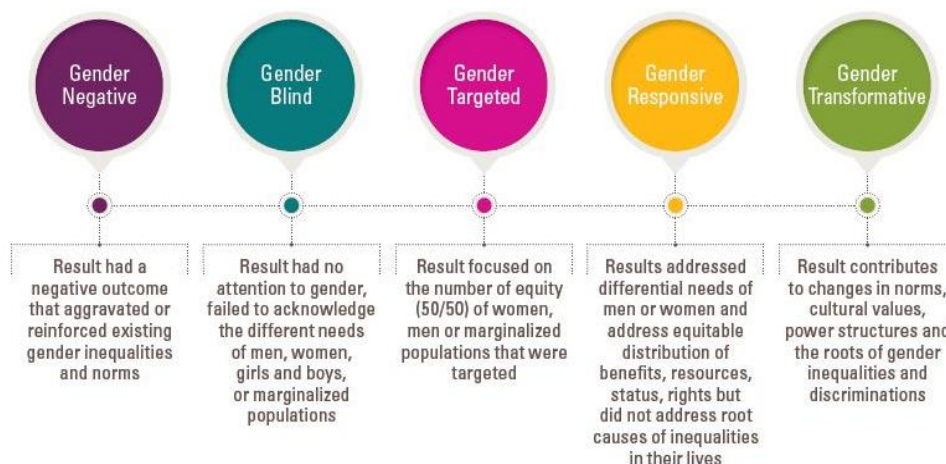 Gender
Negative
Gender
Blind
Gender
Targeted
Gender
Responsive
Gender
Transformative
Result had a
negative outcome
that aggravated or
reinforced existing
gender inequalities
and norms
Result had no
attention to gender,
failed to acknowledge
the different needs
of men, women,
girls and boys,
or marginalized
populations
Result focused on
the number of equity
(50/50) of women,
men or marginalized
populations that were
targeted
Results addressed
differential needs of
men or women and
address equitable
distribution of
benefits, resources,
status, rights but
did not address root
causes of inequalities
in their lives
Result contributes
to changes in norms,
cultural values,
power structures and
the roots of gender
inequalities and
discriminations